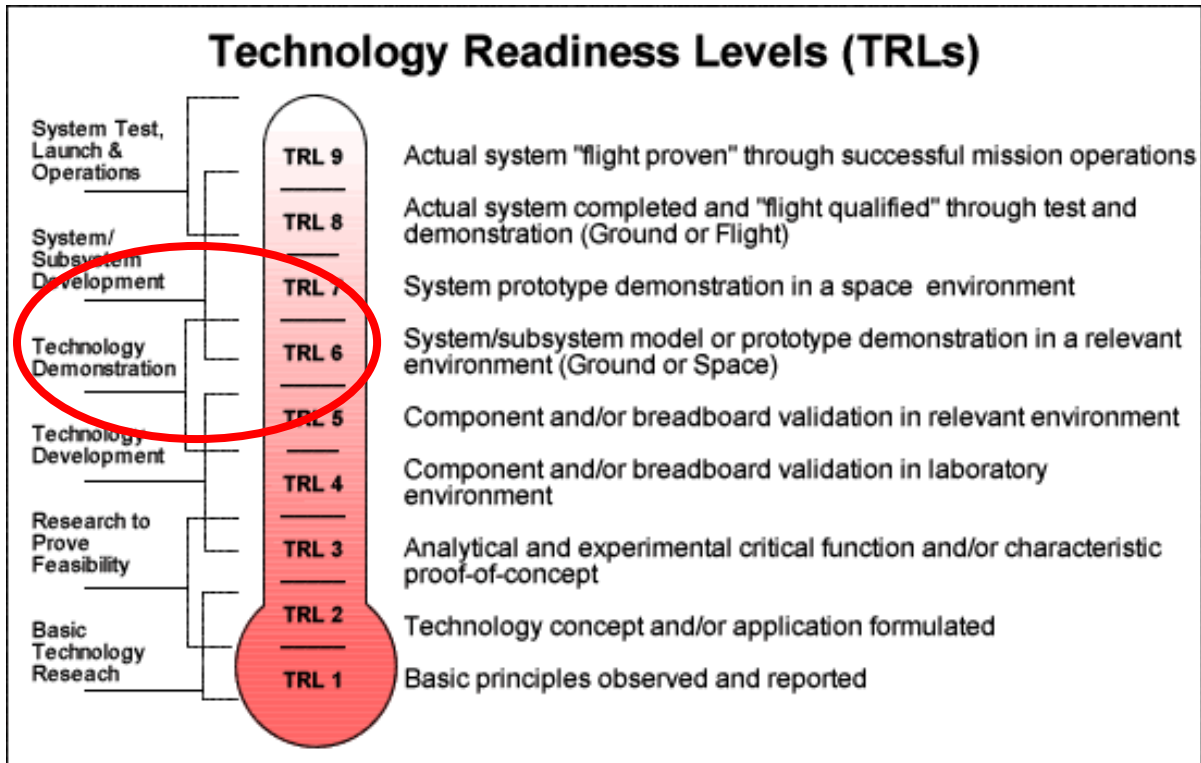 Technology Readiness Levels (TRLs)
System Test,
Launch &
Operations
System/
Subsystem
Development
Technology
Demonstration
Technology
Development
Research to
Prove
Feasibility
Basic
Technology
Reseach
TRL 9
Actual system "flight proven" through successful mission operations
TRL 8
Actual system completed and "flight qualified" through test and
demonstration (Ground or Flight)
TRL 7
System prototype demonstration in a space environment
TRL 6
System/subsystem model or prototype demonstration in a relevant
environment (Ground or Space)
TRL 5
Component and/or breadboard validation in relevant environment
TRL 4
Component and/or breadboard validation in laboratory
environment
TRL 3
Analytical and experimental critical function and/or characteristic
proof-of-concept
TRL 2
Technology concept and/or application formulated
TRL 1
Basic principles observed and reported